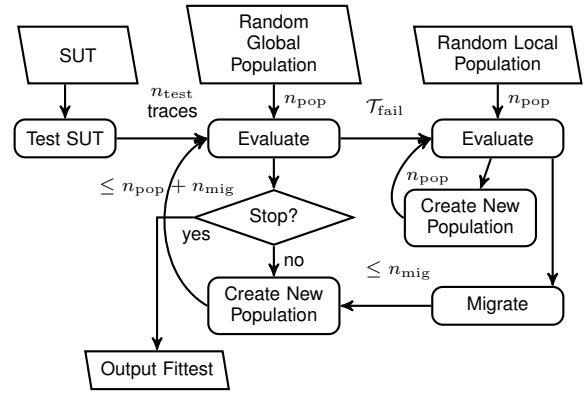 SUT
Random
Global
Population
Random Local
Population
n_test
traces
n_pop
𝒯_fail
n_pop
Test SUT
Evaluate
Evaluate
≤ n_pop + n_mig
n_pop
Stop?
Create New
Population
yes
no
≤ n_mig
Create New
Population
Migrate
Output Fittest